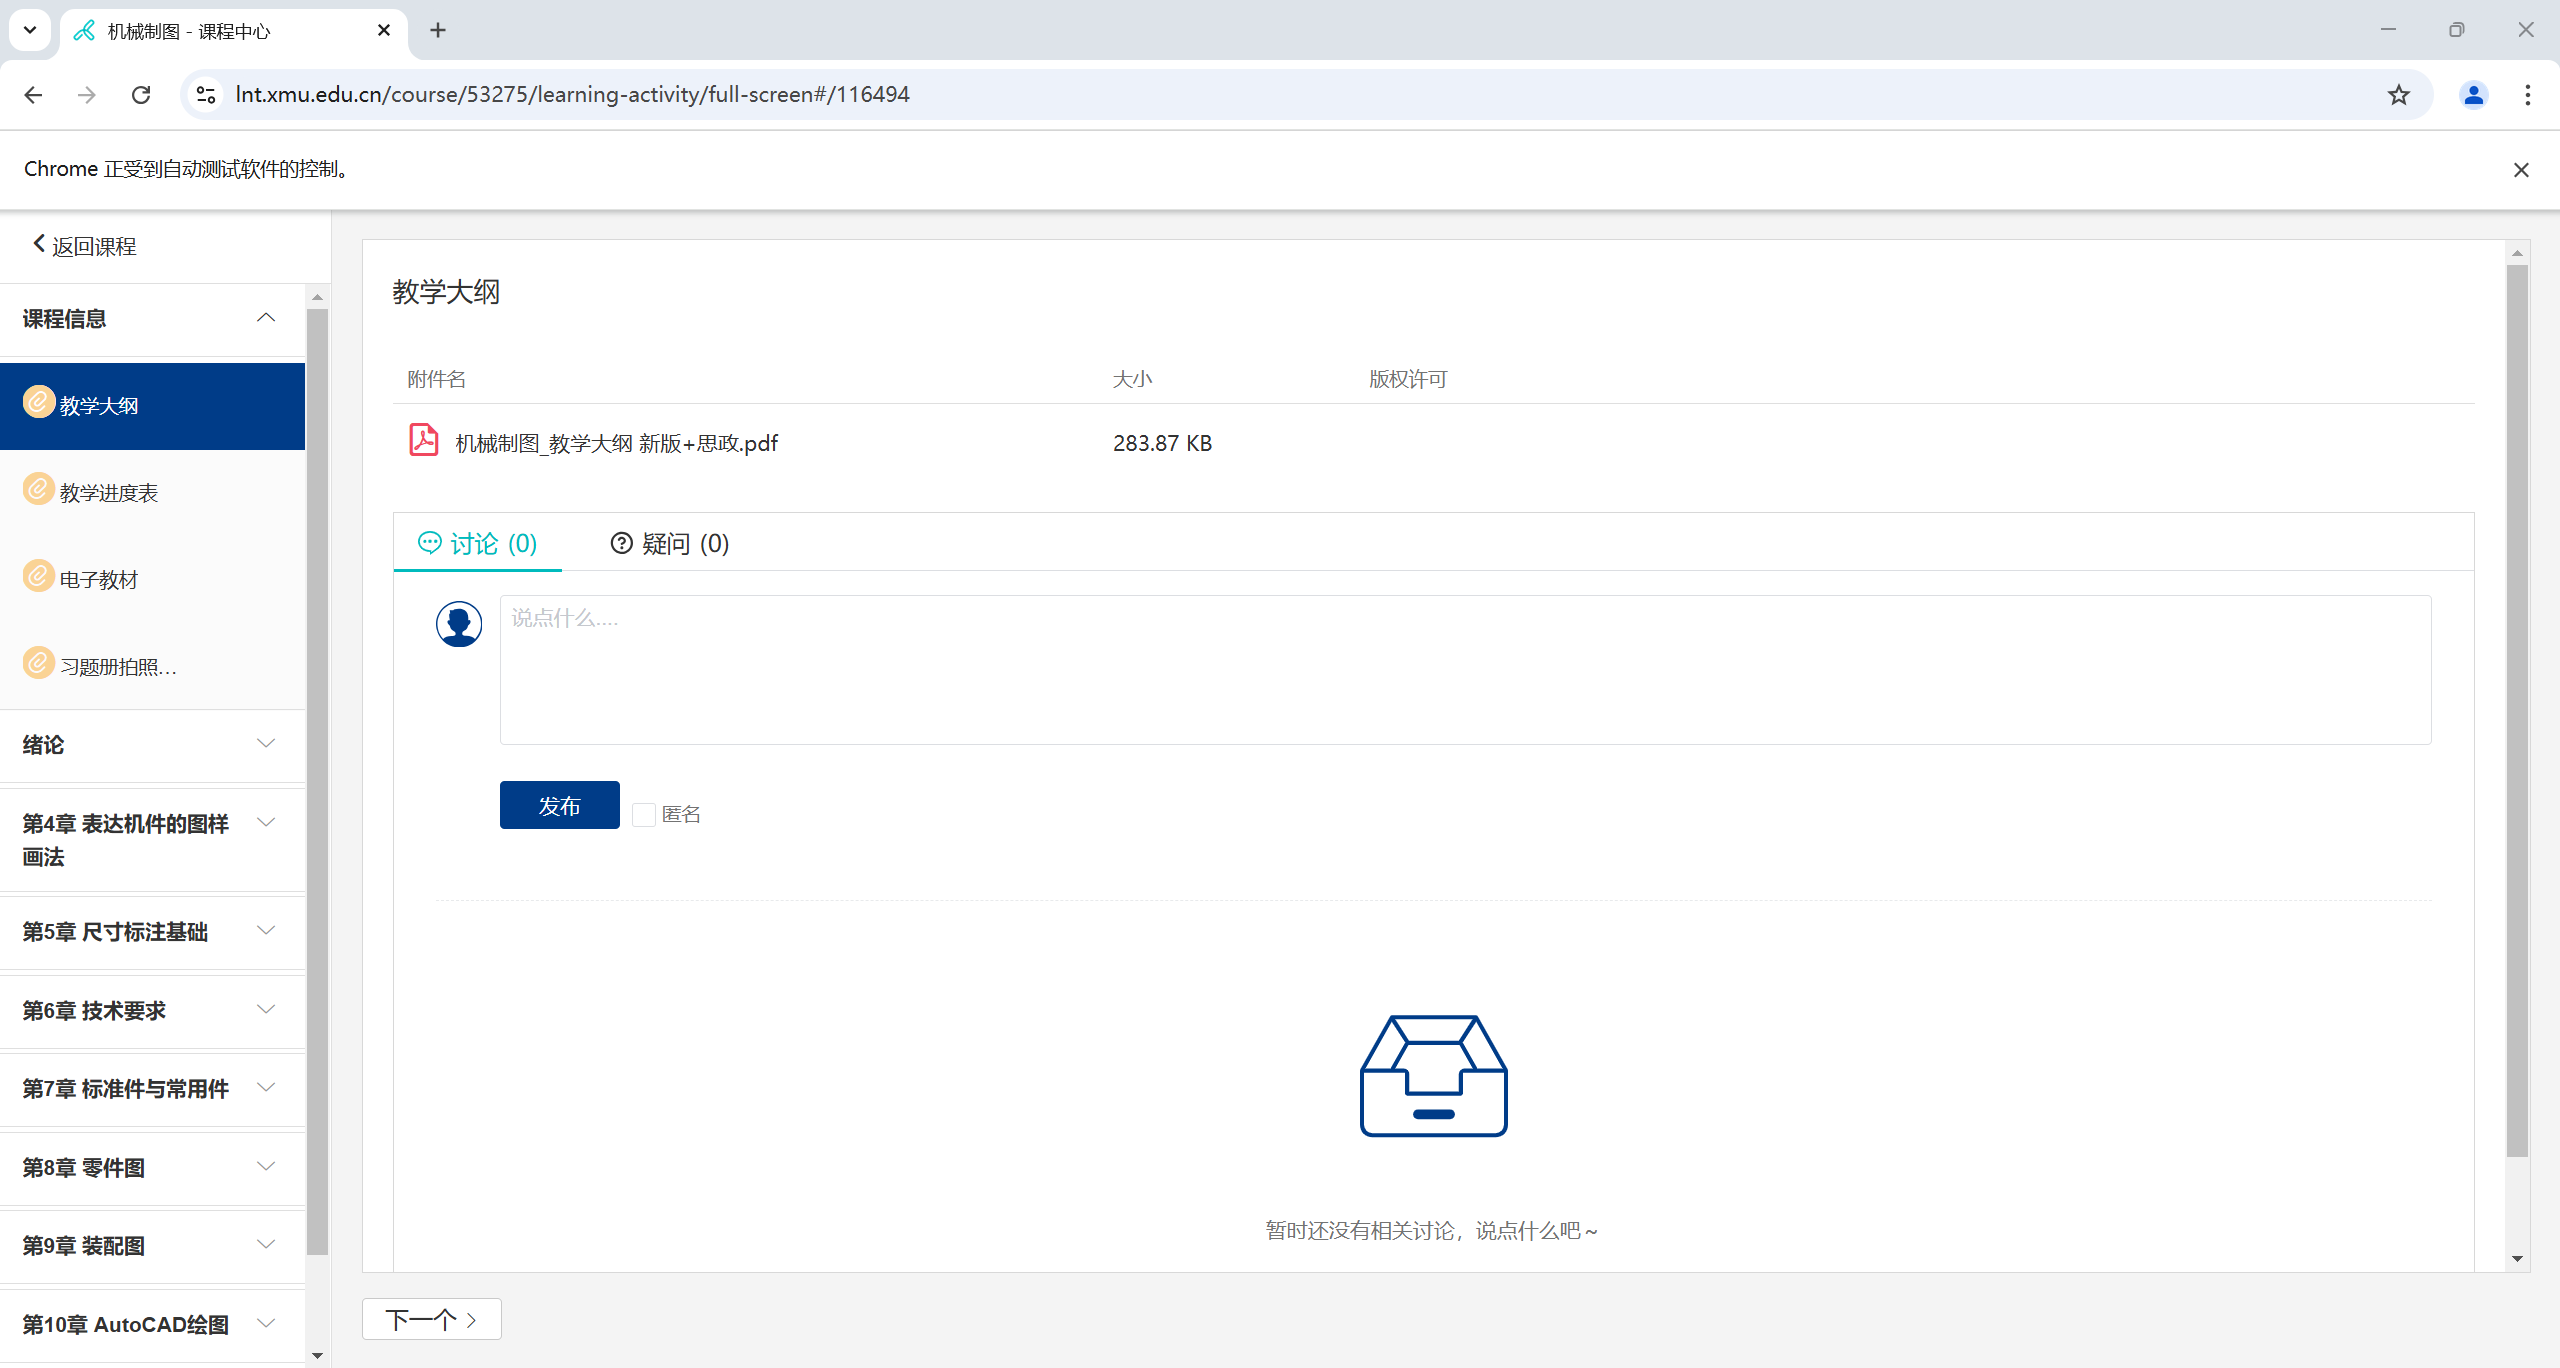 机械制图 - 课程中心
lnt.xmu.edu.cn/course/53275/learning-activity/full-screen#/116494
Chrome 正受到自动测试软件的控制。
返回课程
课程信息
教学大纲
教学进度表
电子教材
习题册拍照...
绪论
第4章 表达机件的图样
画法
第5章 尺寸标注基础
第6章 技术要求
第7章 标准件与常用件
第8章 零件图
第9章 装配图
第10章 AutoCAD绘图
教学大纲
附件名 大小 版权许可
机械制图_教学大纲 新版+思政.pdf 283.87 KB
讨论 (0) 疑问 (0)
说点什么....
发布 匿名
暂时还没有相关讨论，说点什么吧～
下一个